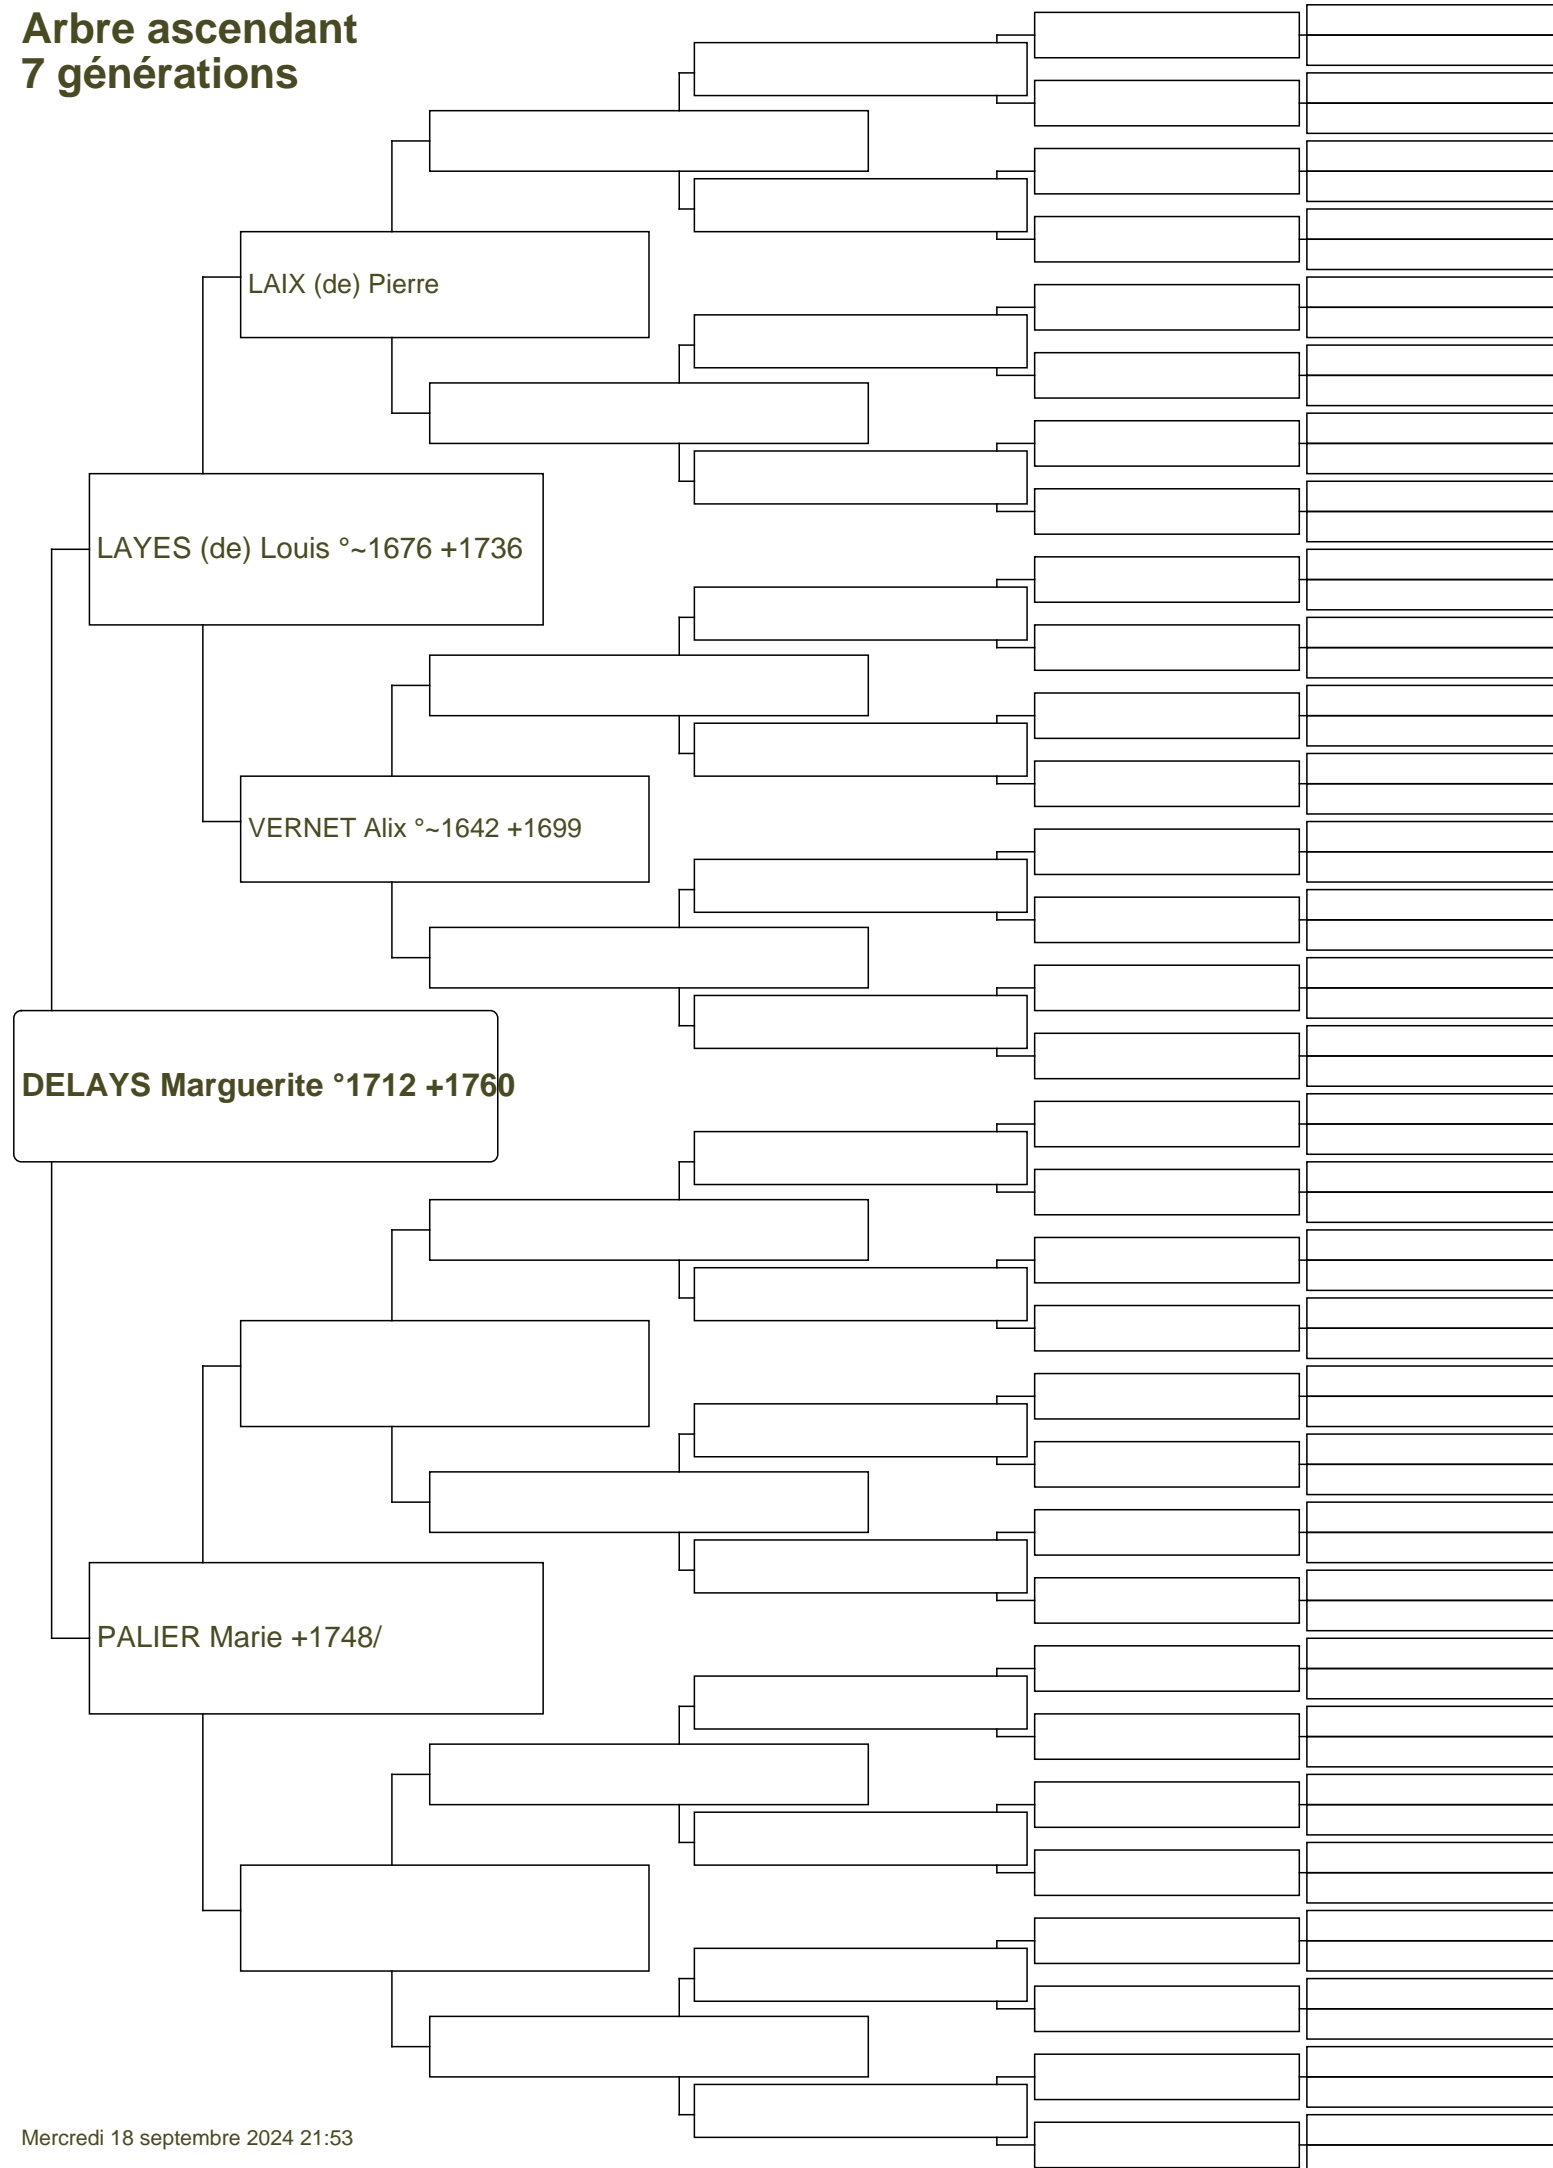 Arbre ascendant
7 générations
LAIX (de) Pierre
LAYES (de) Louis °~1676 +1736
VERNET Alix °~1642 +1699
DELAYS Marguerite °1712 +1760
PALIER Marie +1748/
Mercredi 18 septembre 2024 21:53